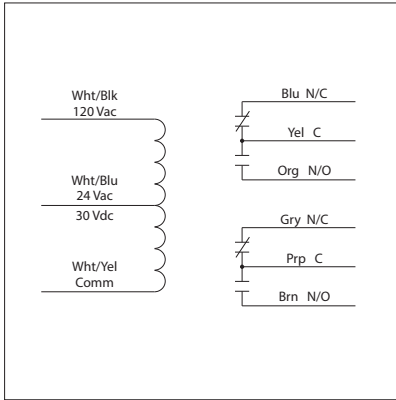 Wht/Blk
120 Vac
Wht/Blu
24 Vac
30 Vdc
Wht/Yel
Comm
Blu N/C
Yel C
Org N/O
Gry N/C
Prp C
Brn N/O